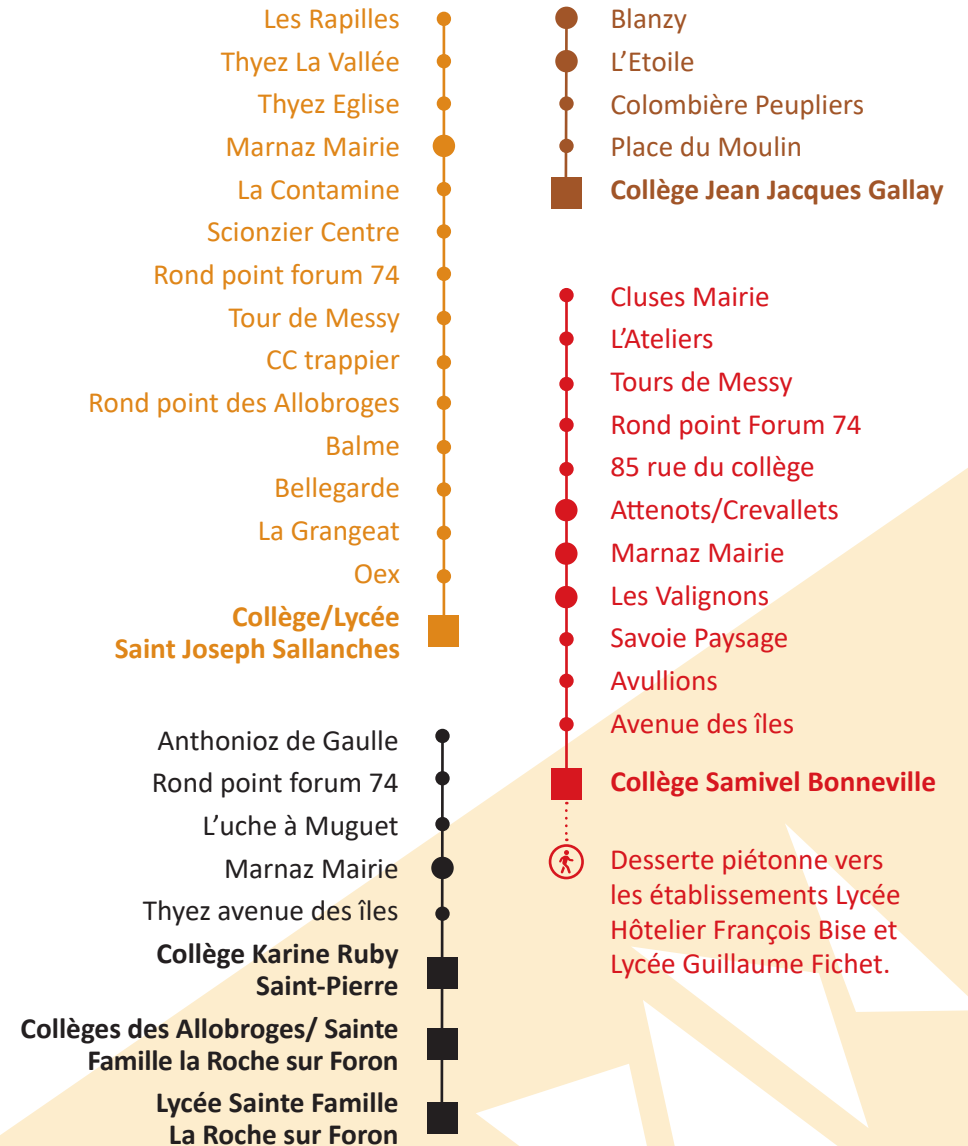 Les Rapilles
Thyez La Vallée
Thyez Eglise
Marnaz Mairie
La Contamine
Scionzier Centre
Rond point forum 74
Tour de Messy
CC trappier
Rond point des Allobroges
Balme
Bellegarde
La Grangeat
Oex
Collège/Lycée
Saint Joseph Sallanches
Anthonioz de Gaulle
Rond point forum 74
L'uche à Muguet
Marnaz Mairie
Thyez avenue des îles
Collège Karine Ruby
Saint-Pierre
Collèges des Allobroges/ Sainte
Famille la Roche sur Foron
Lycée Sainte Famille
La Roche sur Foron
Blanzy
L'Etoile
Colombière Peupliers
Place du Moulin
Collège Jean Jacques Gallay
Cluses Mairie
L'Ateliers
Tours de Messy
Rond point Forum 74
85 rue du collège
Attenots/Crevallets
Marnaz Mairie
Les Valignons
Savoie Paysage
Avullions
Avenue des îles
Collège Samivel Bonneville
Desserte piétonne vers
les établissements Lycée
Hôtelier François Bise et
Lycée Guillaume Fichet.